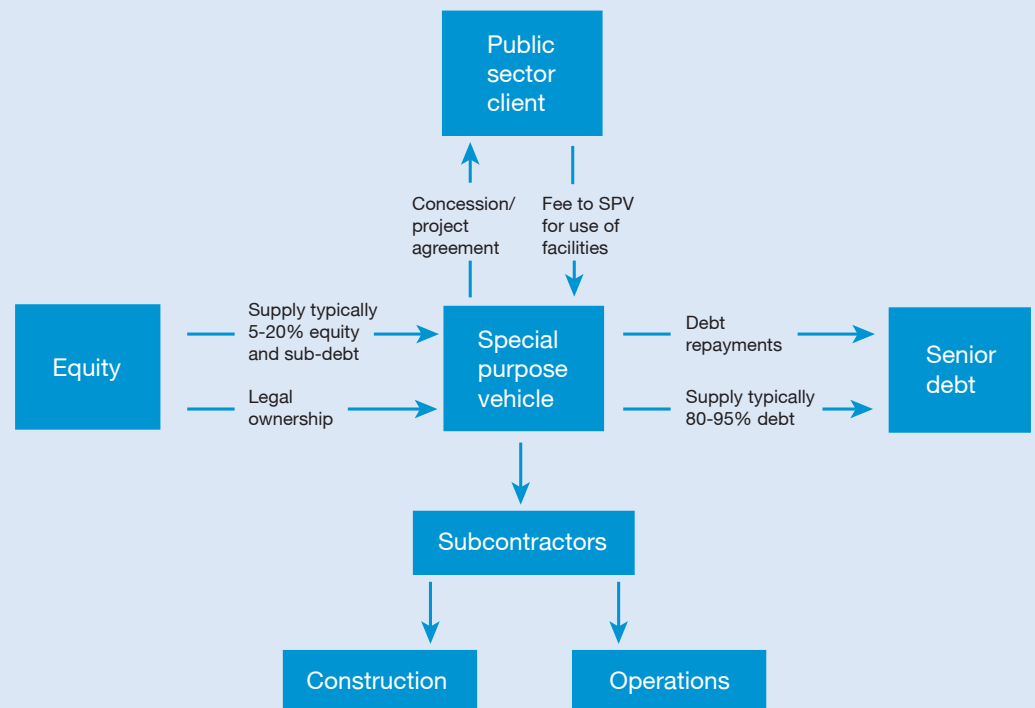 Public
sector
client
Concession/
project
agreement
Fee to SPV
for use of
facilities
Equity
Supply typically
5-20% equity
and sub-debt
Legal
ownership
Special
purpose
vehicle
Debt
repayments
Supply typically
80-95% debt
Senior
debt
Subcontractors
Construction
Operations